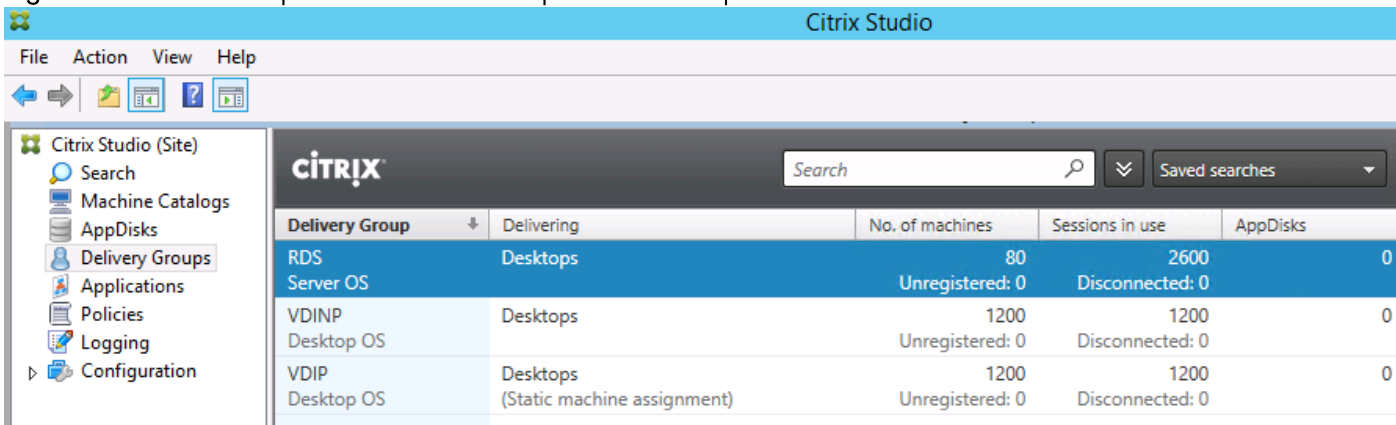 Citrix Studio
File Action View Help
Citrix Studio (Site)
Search
Machine Catalogs
AppDisks
Delivery Groups
Applications
Policies
Logging
Configuration
CITRIX
Search
Saved searches
Delivery Group Delivering No. of machines Sessions in use AppDisks
RDS Desktops 80 2600 0
Server OS Unregistered: 0 Disconnected: 0
VDINP Desktops 1200 1200 0
Desktop OS Unregistered: 0 Disconnected: 0
VDIP Desktops 1200 1200 0
Desktop OS (Static machine assignment) Unregistered: 0 Disconnected: 0